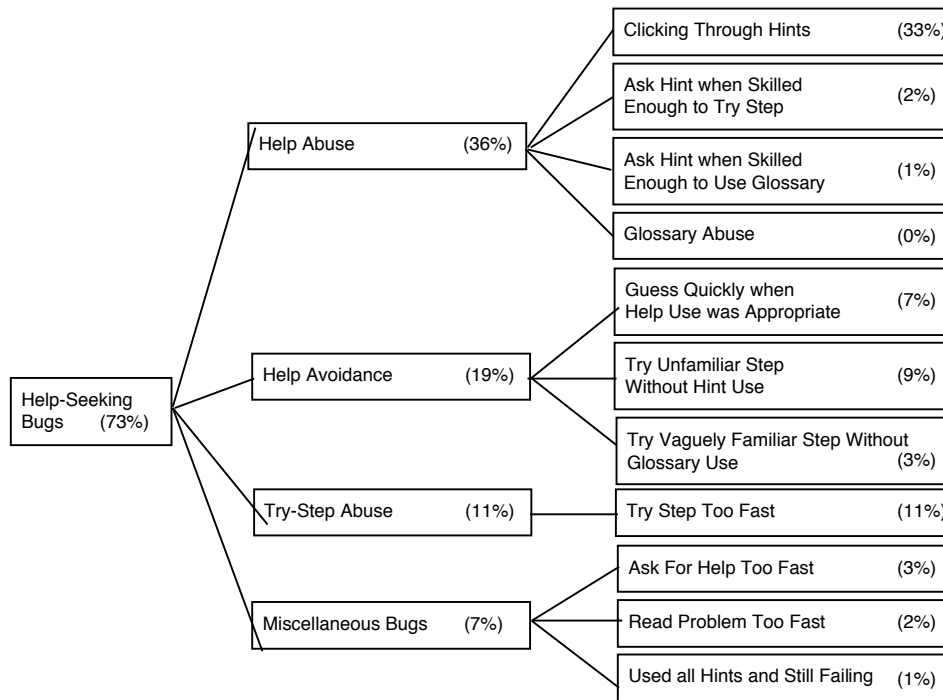 Clicking Through Hints (33%)
Ask Hint when Skilled
Enough to Try Step (2%)
Help Abuse (36%)
Ask Hint when Skilled
Enough to Use Glossary (1%)
Glossary Abuse (0%)
Guess Quickly when
Help Use was Appropriate (7%)
Help Avoidance (19%)
Try Unfamiliar Step
Without Hint Use (9%)
Help-Seeking
Bugs (73%)
Try Vaguely Familiar Step Without
Glossary Use (3%)
Try-Step Abuse (11%)
Try Step Too Fast (11%)
Ask For Help Too Fast (3%)
Miscellaneous Bugs (7%)
Read Problem Too Fast (2%)
Used all Hints and Still Failing (1%)